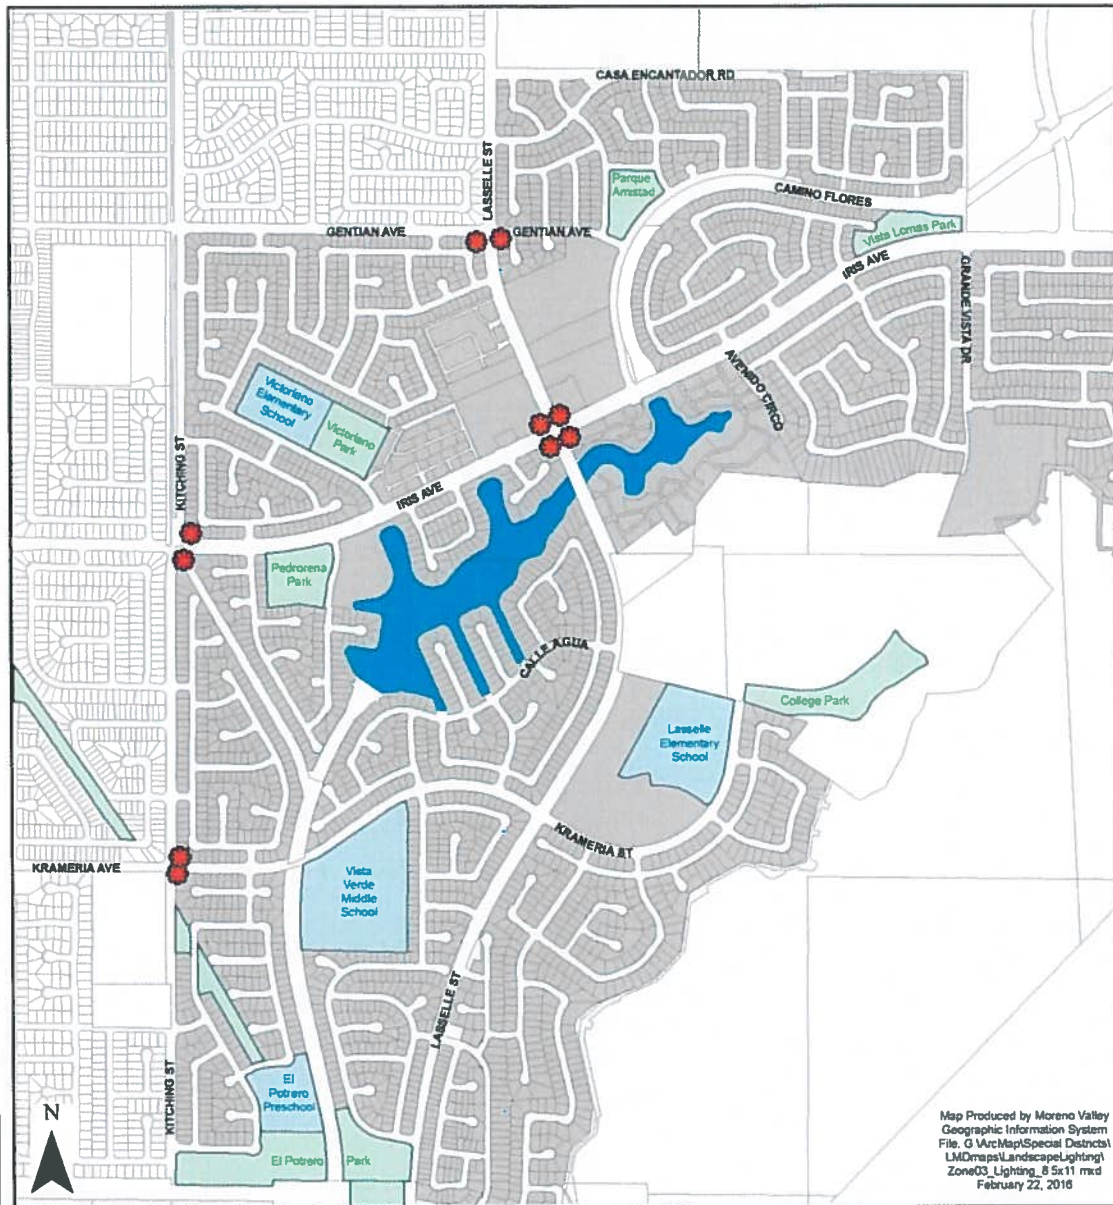 CASA ENCANTADOR RD
LASSELLE ST
Parque
Amistad
CAMINO FLORES
GENTIAN AVE
GENTIAN AVE
Vista Lomas Park
IRIS AVE
GRANDE VISTA DR
AVENIDO CIRCO
Victoriano
Elementary
School
Victoriano
Park
KITCHING ST
IRIS AVE
Pedrorena
Park
CALLE AGUA
College Park
Lasselle
Elementary
School
KRAMERIA ST
KRAMERIA AVE
Vista
Verde
Middle
School
LASSELLE ST
KITCHING ST
El
Potrero
Preschool
El Potrero Park
N
Map Produced by Moreno Valley
Geographic Information System
File: G:\ArcMap\Special Districts\
LMDmaps\LandscapeLighting\
Zone03_Lighting_8.5x11 mxd
February 22, 2016